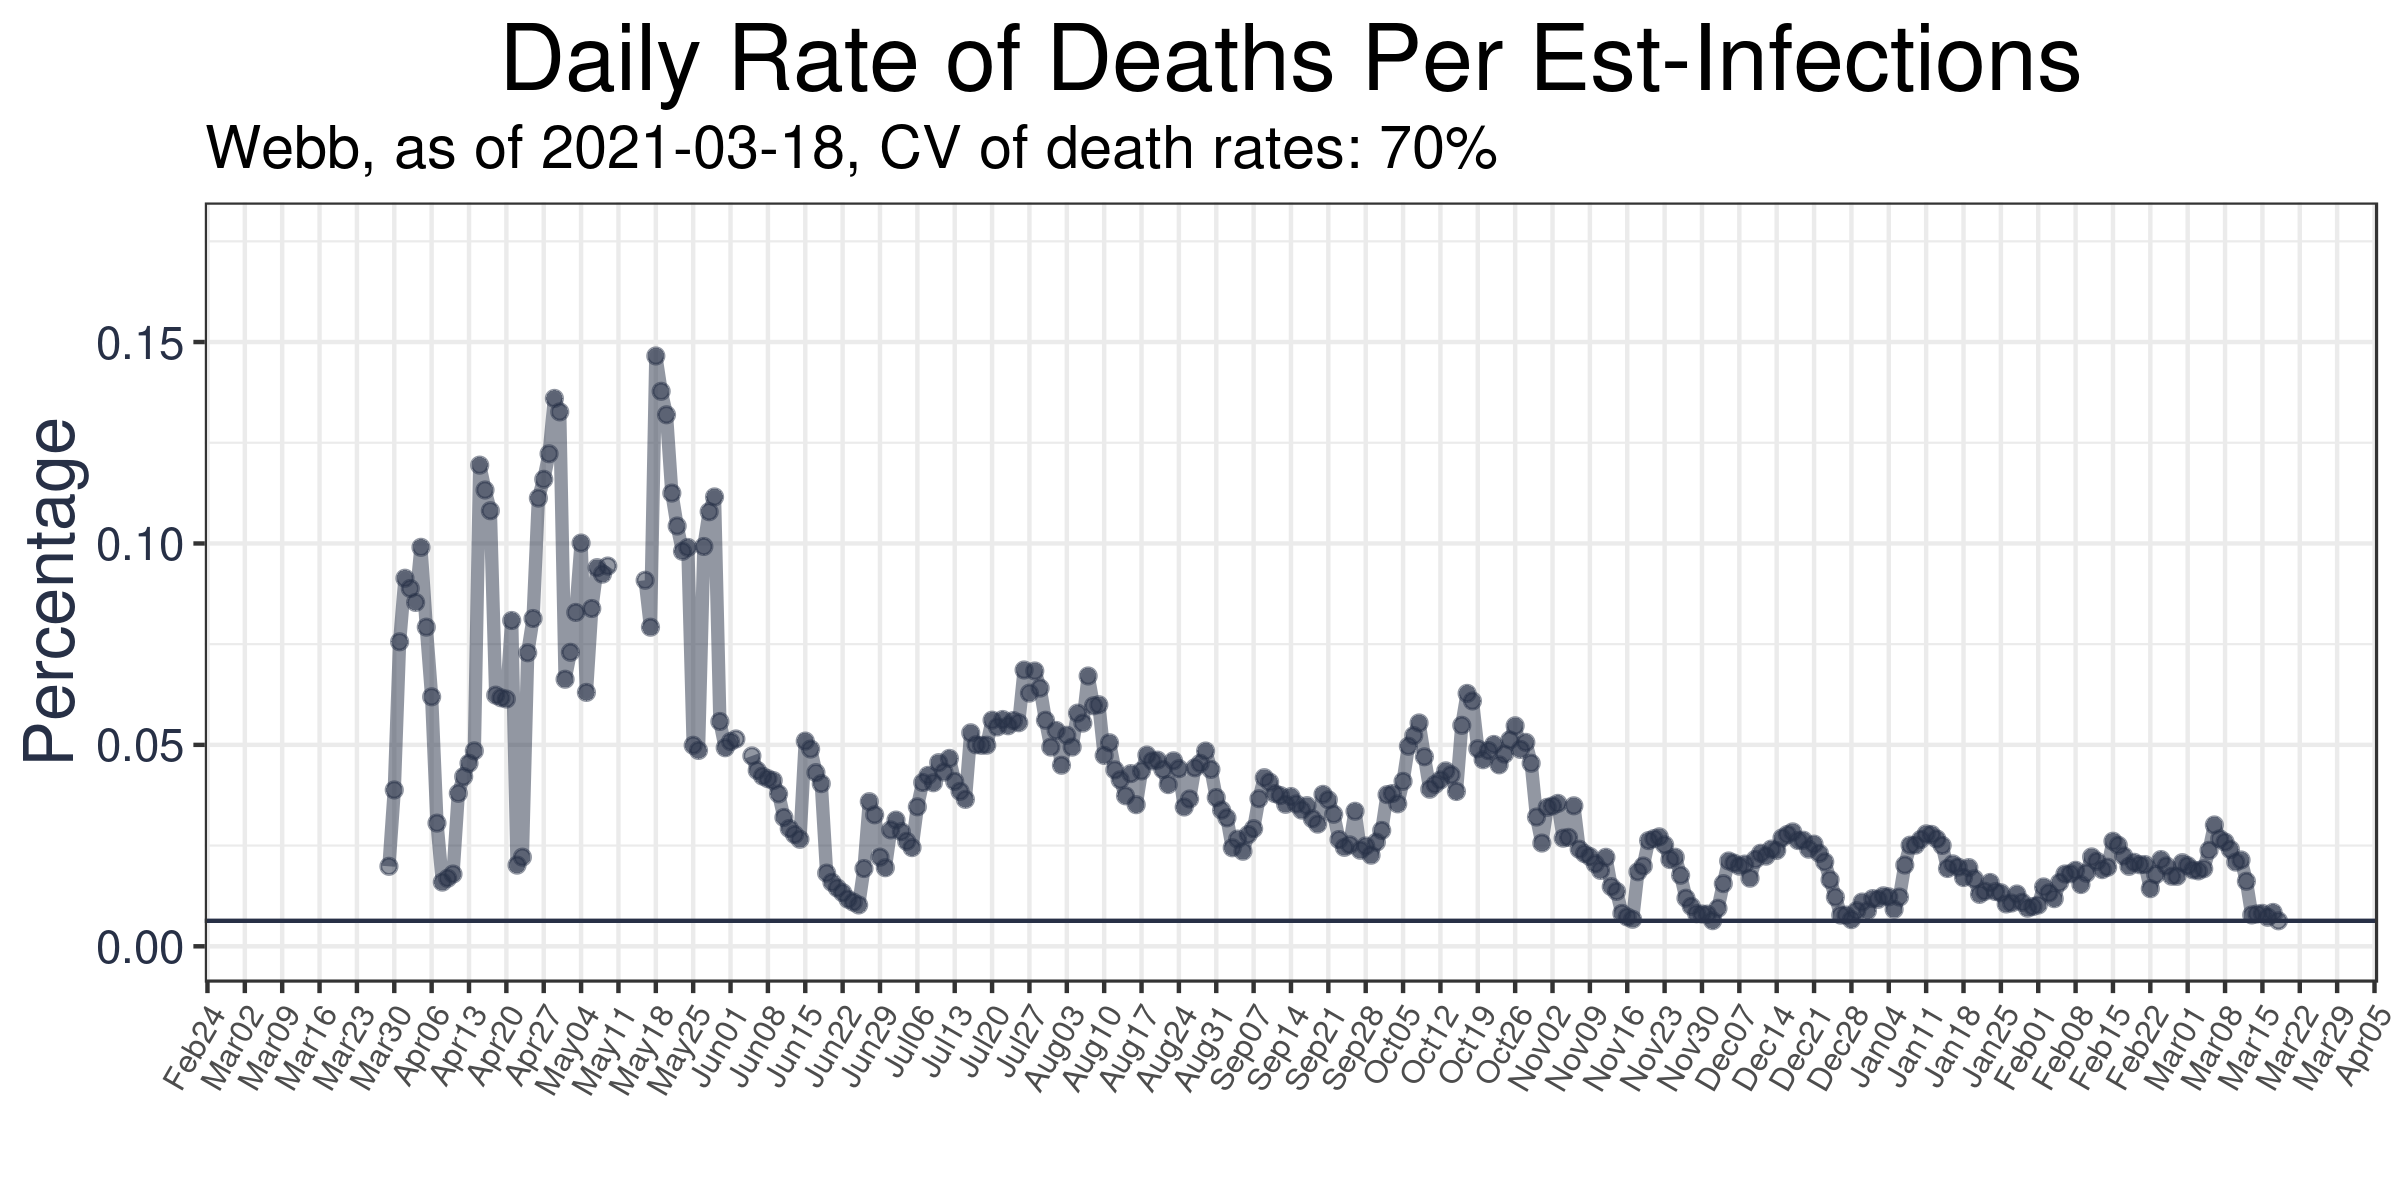 Daily Rate of Deaths Per Est-Infections
Webb, as of 2021-03-18, CV of death rates: 70%
Percentage
0.15
0.10
0.05
0.00
Feb24
Mar02
Mar09
Mar16
Mar23
Mar30
Apr06
Apr13
Apr20
Apr27
May04
May11
May18
May25
Jun01
Jun08
Jun15
Jun22
Jun29
Jul06
Jul13
Jul20
Jul27
Aug03
Aug10
Aug17
Aug24
Aug31
Sep07
Sep14
Sep21
Sep28
Oct05
Oct12
Oct19
Oct26
Nov02
Nov09
Nov16
Nov23
Nov30
Dec07
Dec14
Dec21
Dec28
Jan04
Jan11
Jan18
Jan25
Feb01
Feb08
Feb15
Feb22
Mar01
Mar08
Mar15
Mar22
Mar29
Apr05